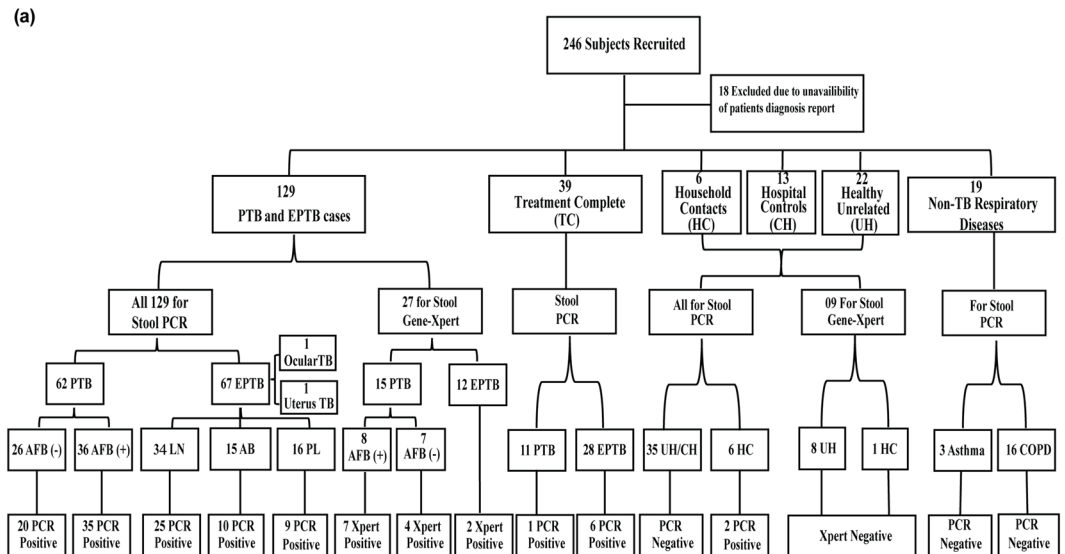 (a)
246 Subjects Recruited
18 Excluded due to unavailibility
of patients diagnosis report
129
PTB and EPTB cases
39
Treatment Complete
(TC)
6
Household
Contacts
(HC)
13
Hospital
Controls
(CH)
22
Healthy
Unrelated
(UH)
19
Non-TB Respiratory
Diseases
All 129 for
Stool PCR
27 for Stool
Gene-Xpert
Stool
PCR
All for Stool
PCR
09 For Stool
Gene-Xpert
For Stool
PCR
62 PTB
67 EPTB
1
OcularTB
1
Uterus TB
15 PTB
12 EPTB
26 AFB (-)
36 AFB (+)
34 LN
15 AB
16 PL
8
AFB (+)
7
AFB (-)
11 PTB
28 EPTB
35 UH/CH
6 HC
8 UH
1 HC
3 Asthma
16 COPD
20 PCR
Positive
35 PCR
Positive
25 PCR
Positive
10 PCR
Positive
9 PCR
Positive
7 Xpert
Positive
4 Xpert
Positive
2 Xpert
Positive
1 PCR
Positive
6 PCR
Positive
PCR
Negative
2 PCR
Positive
Xpert Negative
PCR
Negative
PCR
Negative